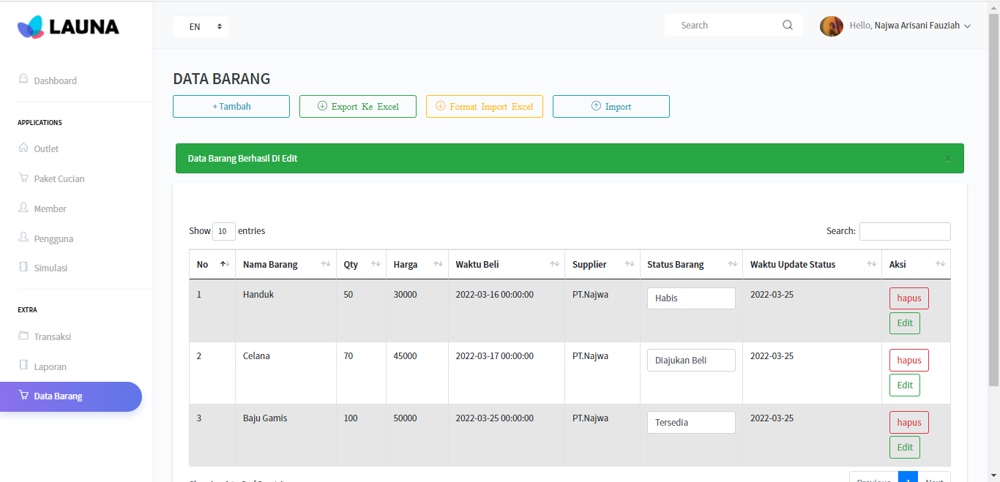 LAUNA
EN
Search
Hello, Najwa Arisani Fauziah
Dashboard
APPLICATIONS
Outlet
Paket Cucian
Member
Pengguna
Simulasi
EXTRA
Transaksi
Laporan
Data Barang
DATA BARANG
+ Tambah
Export Ke Excel
Format Import Excel
Import
Data Barang Berhasil Di Edit ×
Show 10 entries
Search:
No Nama Barang Qty Harga Waktu Beli Supplier Status Barang Waktu Update Status Aksi
1 Handuk 50 30000 2022-03-16 00:00:00 PT.Najwa Habis 2022-03-25 hapus
Edit
2 Celana 70 45000 2022-03-17 00:00:00 PT.Najwa Diajukan Beli 2022-03-25 hapus
Edit
3 Baju Gamis 100 50000 2022-03-25 00:00:00 PT.Najwa Tersedia 2022-03-25 hapus
Edit
Previous 1 Next